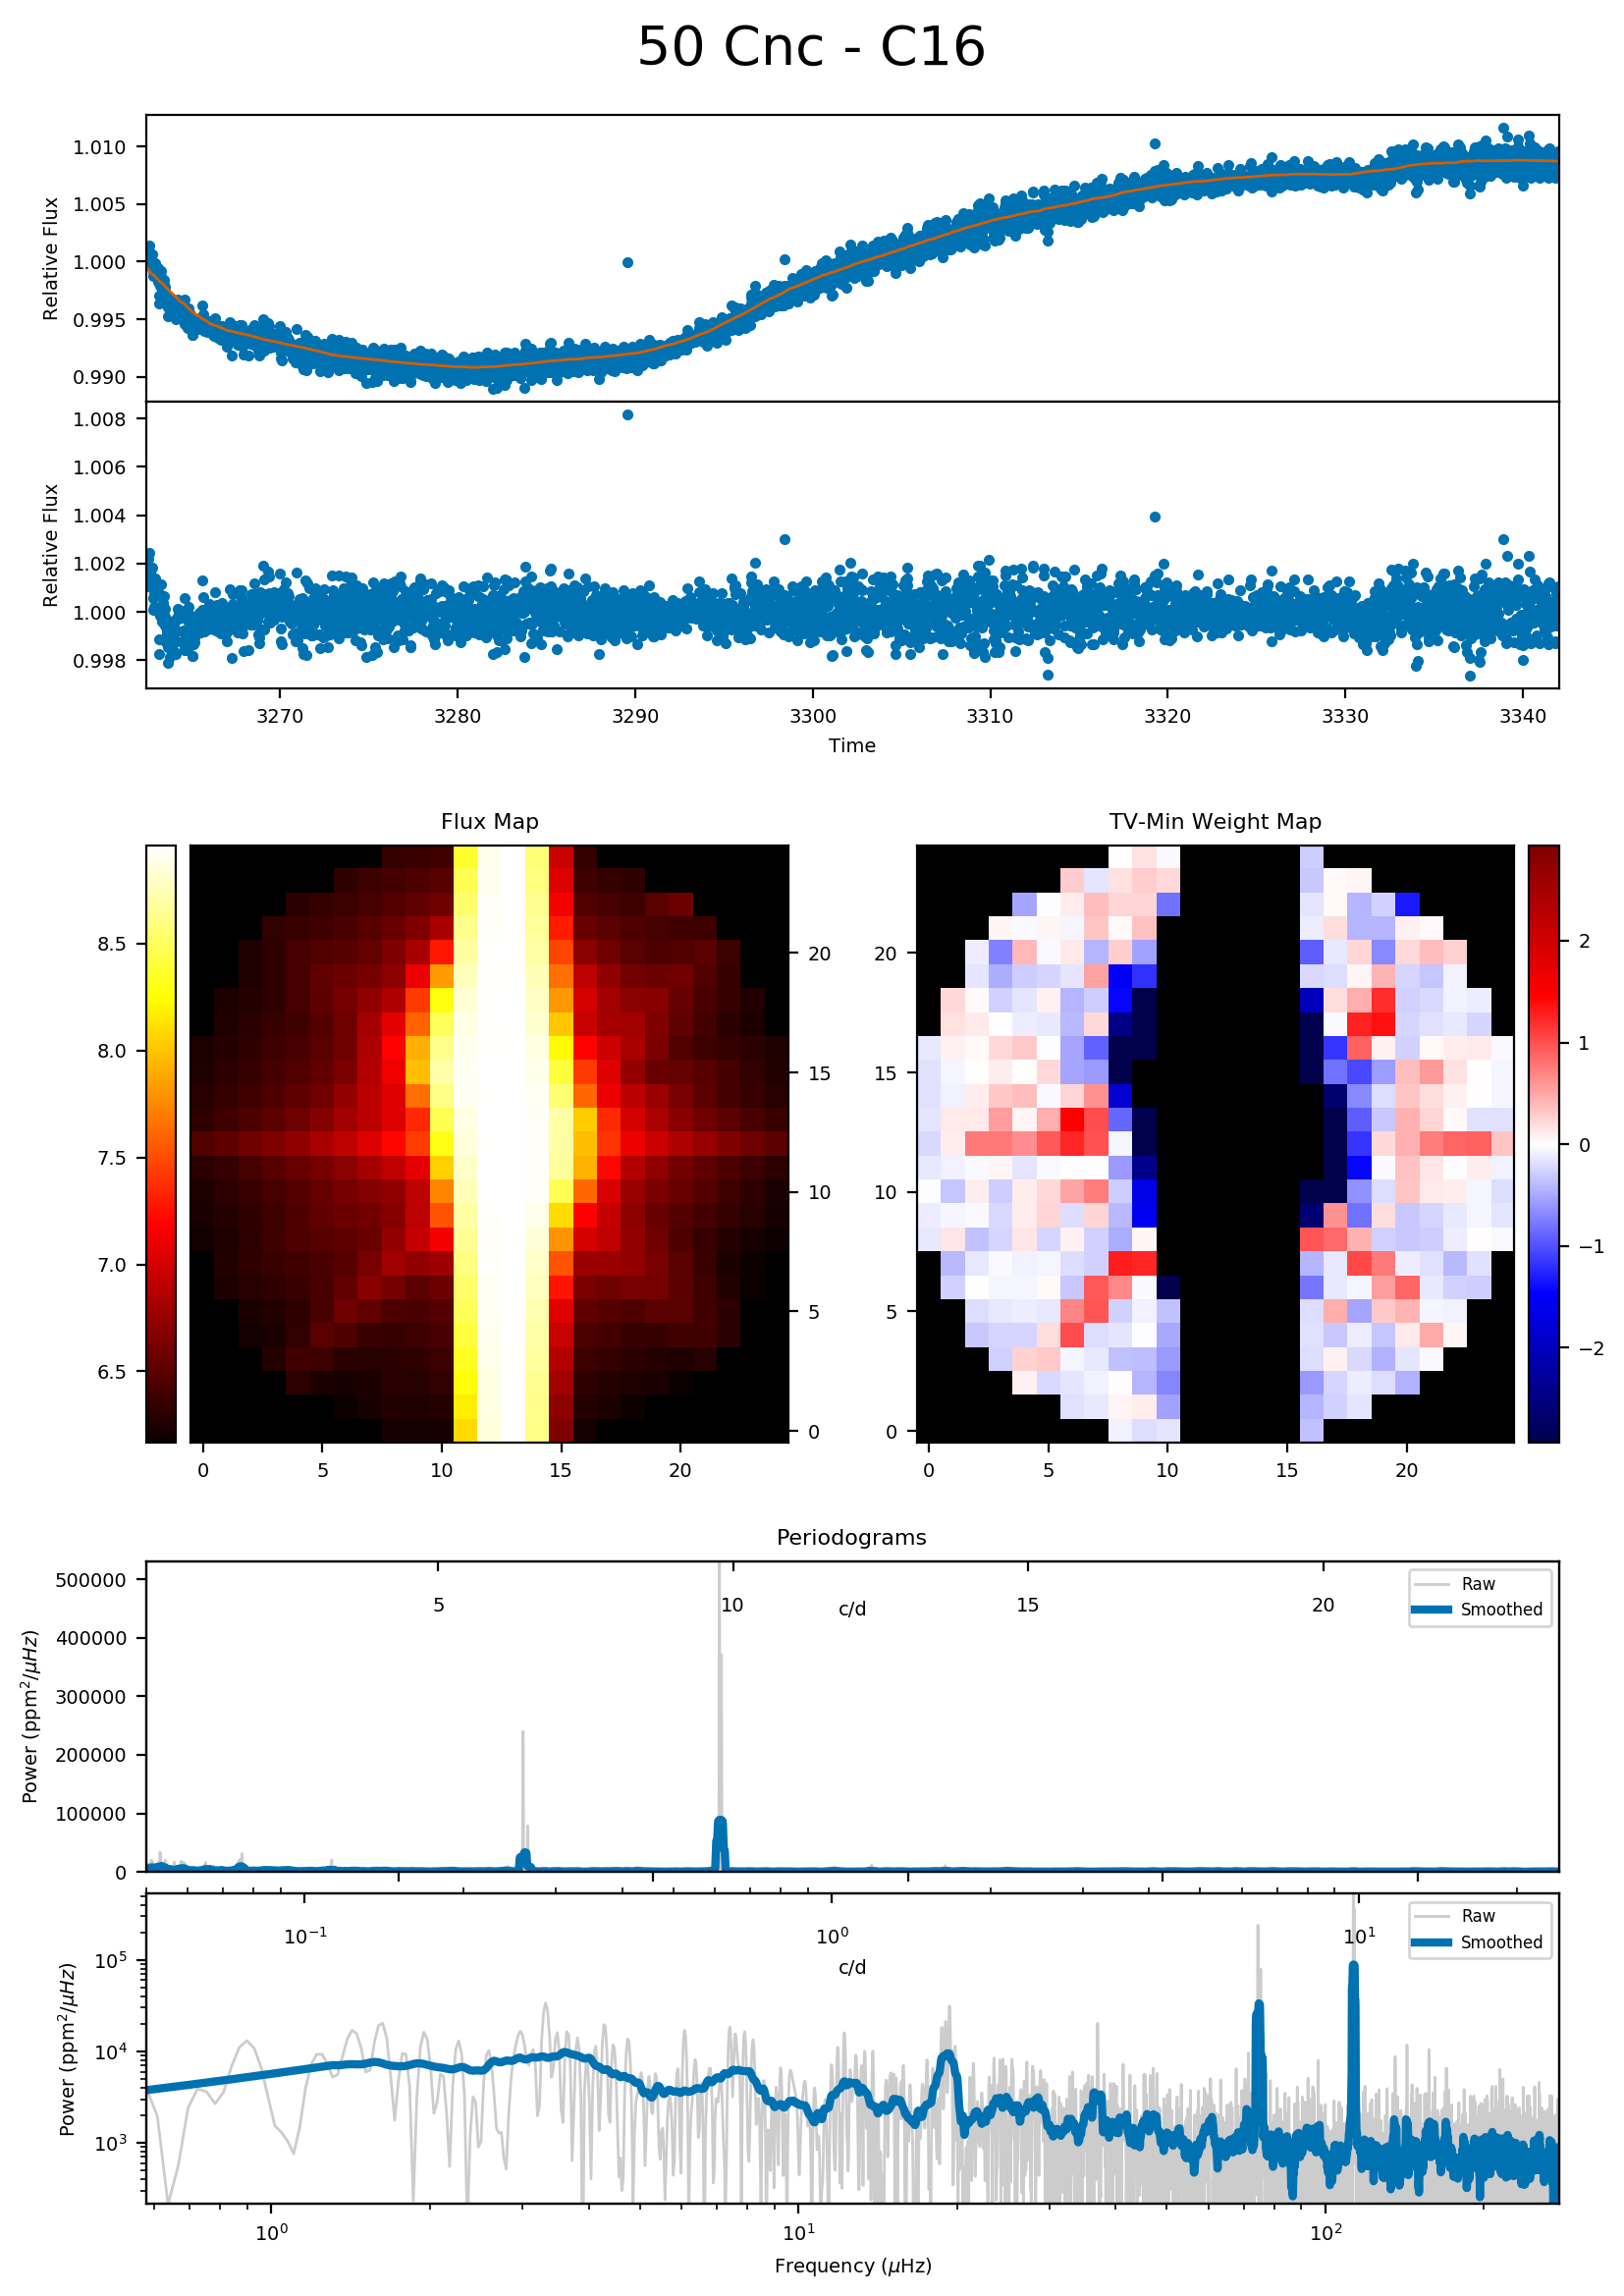 50 Cnc - C16
1.010
1.005
1.000
0.995
0.990
Relative Flux
1.008
1.006
1.004
1.002
1.000
0.998
Relative Flux
3270 3280 3290 3300 3310 3320 3330 3340
Time
Flux Map
8.5
8.0
7.5
7.0
6.5
20
15
10
5
0
0 5 10 15 20
TV-Min Weight Map
20
15
10
5
0
0 5 10 15 20
2
1
0
−1
−2
Periodograms
500000
400000
300000
200000
100000
0
Power (ppm²/μHz)
5 10 15 20
c/d
Raw
Smoothed
10⁵
10⁴
10³
Power (ppm²/μHz)
10⁻¹ 10⁰ 10¹
c/d
Raw
Smoothed
10⁰ 10¹ 10²
Frequency (μHz)